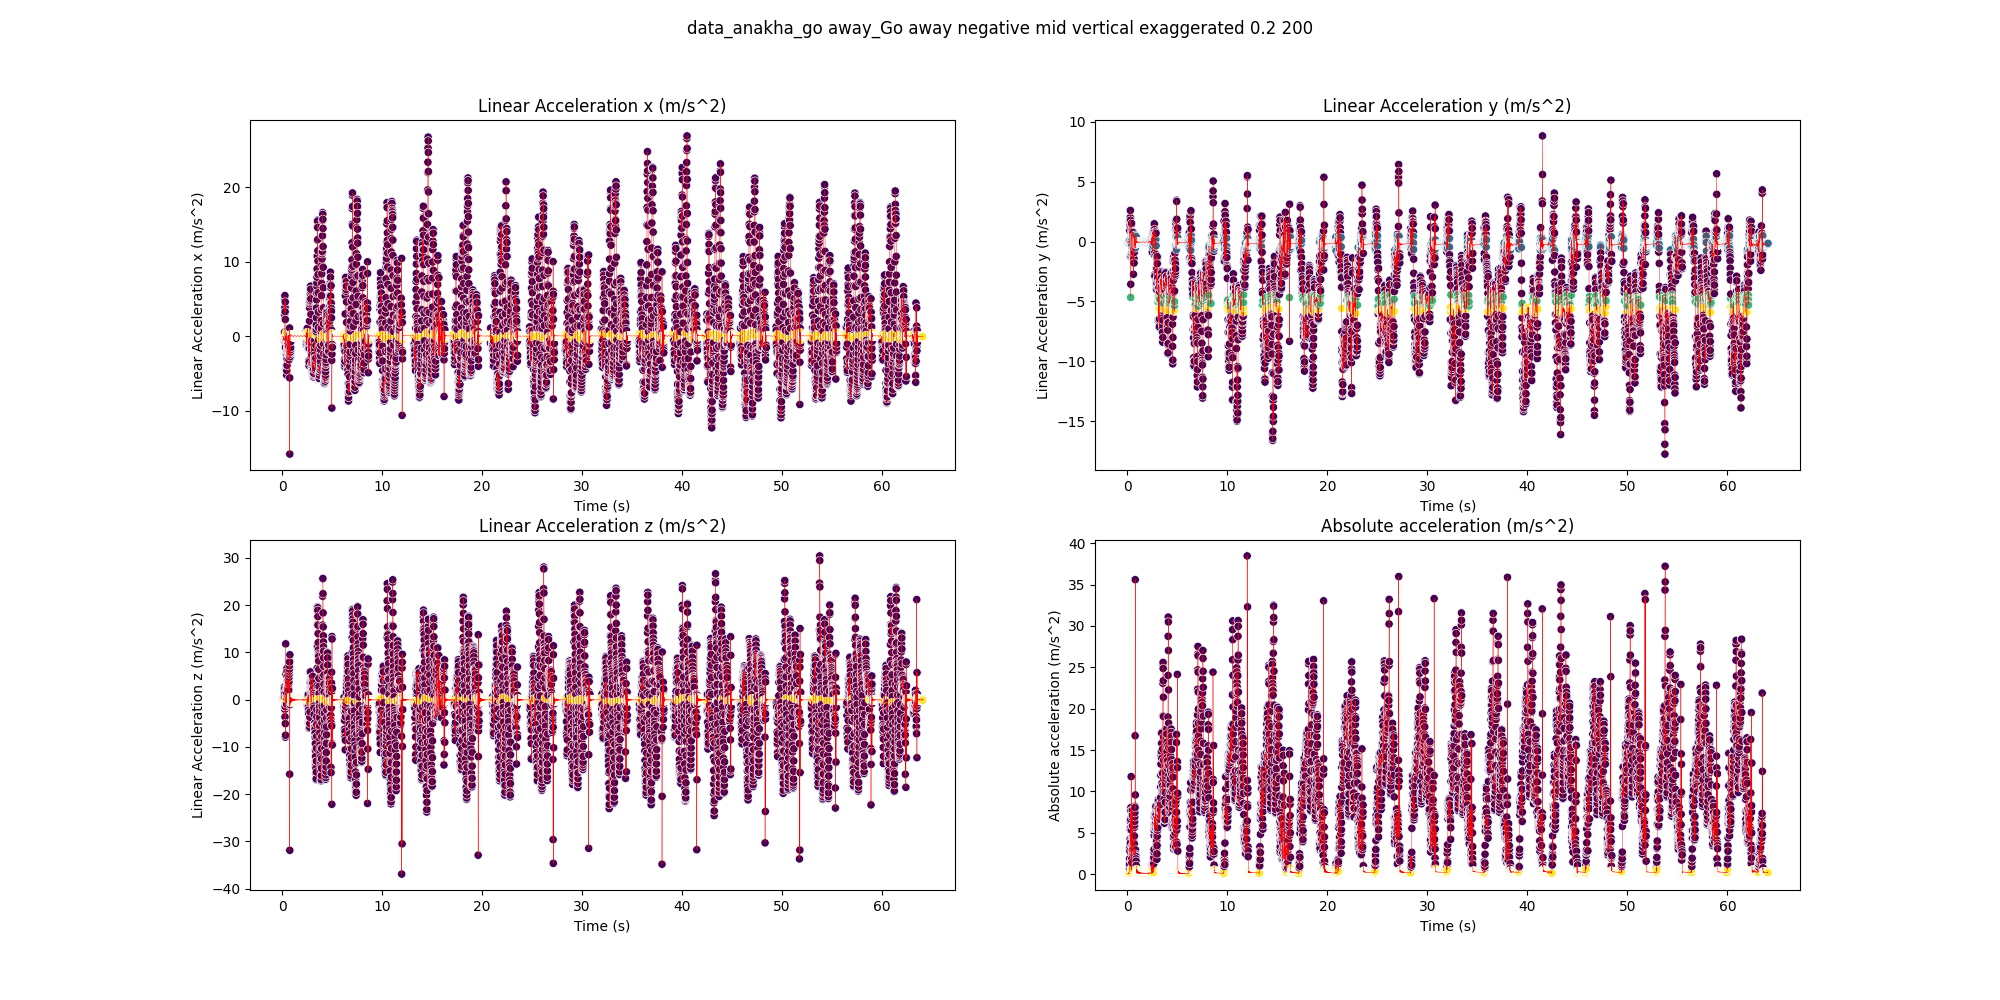 data_anakha_go away_Go away negative mid vertical exaggerated 0.2 200
Linear Acceleration x (m/s^2)
Linear Acceleration x (m/s^2)
20
10
0
−10
0 10 20 30 40 50 60
Time (s)
Linear Acceleration y (m/s^2)
Linear Acceleration y (m/s^2)
10
5
0
−5
−10
−15
0 10 20 30 40 50 60
Time (s)
Linear Acceleration z (m/s^2)
Linear Acceleration z (m/s^2)
30
20
10
0
−10
−20
−30
−40
0 10 20 30 40 50 60
Time (s)
Absolute acceleration (m/s^2)
Absolute acceleration (m/s^2)
40
35
30
25
20
15
10
5
0
0 10 20 30 40 50 60
Time (s)